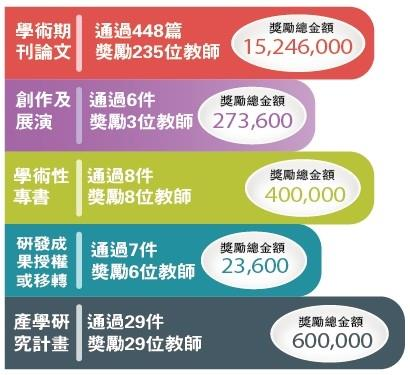 學術期
刊論文
通過448篇
獎勵235位教師
獎勵總金額
15,246,000
創作及
展演
通過6件
獎勵3位教師
獎勵總金額
273,600
學術性
專書
通過8件
獎勵8位教師
獎勵總金額
400,000
研發成
果授權
或移轉
通過7件
獎勵6位教師
獎勵總金額
23,600
產學研
究計畫
通過29件
獎勵29位教師
獎勵總金額
600,000